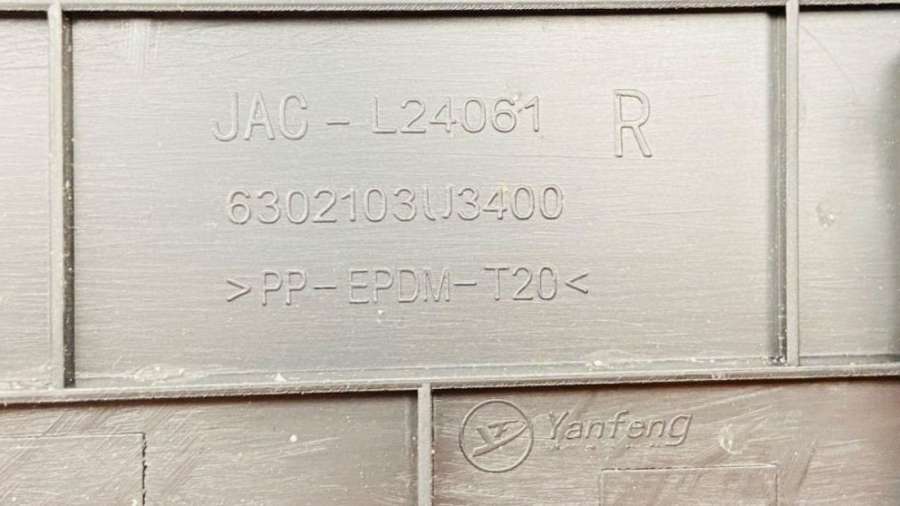 JAC - L24061 R
6302103U3400
>PP-EPDM-T20<
Yanfeng